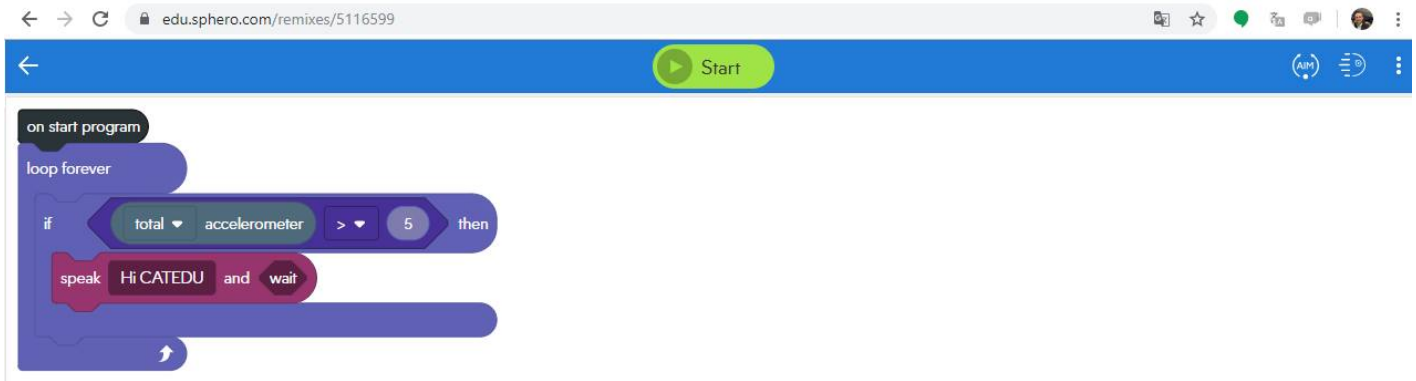 edu.sphero.com/remixes/5116599
Start
AIM
on start program
loop forever
if total accelerometer > 5 then
speak Hi CATEDU and wait